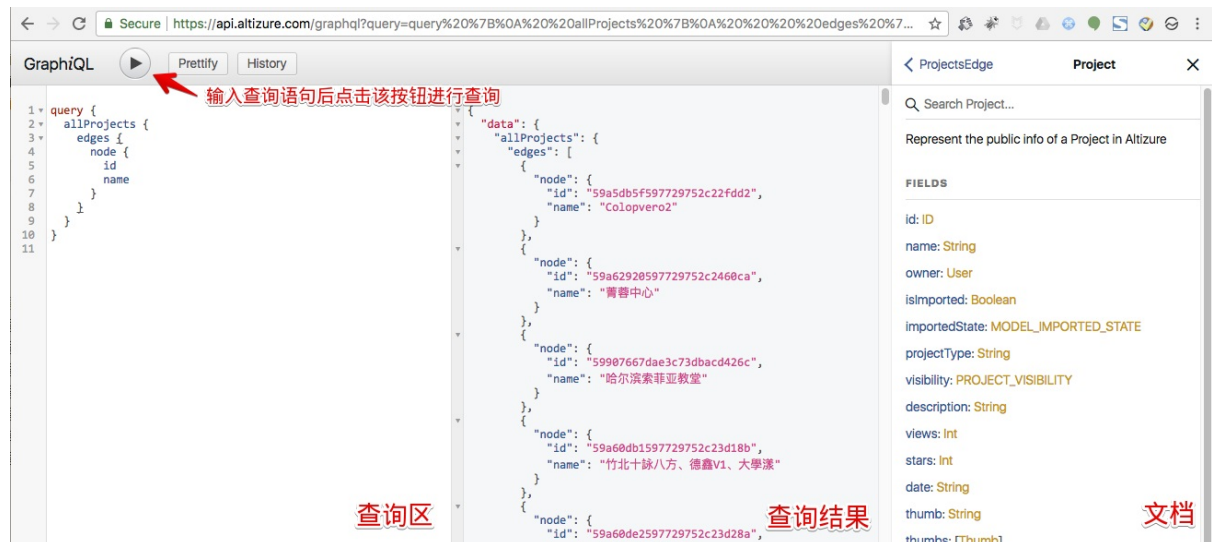 Secure | https://api.altizure.com/graphql?query=query%20%7B%0A%20%20allProjects%20%7B%0A%20%20%20%20edges%20%7...
GraphiQL
Prettify
History
输入查询语句后点击该按钮进行查询
1 query {
2 allProjects {
3 edges {
4 node {
5 id
6 name
7 }
8 }
9 }
10 }
11
查询区
{
"data": {
"allProjects": {
"edges": [
{
"node": {
"id": "59a5db5f597729752c22fdd2",
"name": "Colopvero2"
}
},
{
"node": {
"id": "59a62920597729752c2460ca",
"name": "菁蓉中心"
}
},
{
"node": {
"id": "59907667dae3c73dbacd426c",
"name": "哈尔滨索菲亚教堂"
}
},
{
"node": {
"id": "59a60db1597729752c23d18b",
"name": "竹北十詠八方、德鑫V1、大學漾"
}
},
{
"node": {
"id": "59a60de2597729752c23d28a",
查询结果
ProjectsEdge
Project
Search Project...
Represent the public info of a Project in Altizure
FIELDS
id: ID
name: String
owner: User
isImported: Boolean
importedState: MODEL_IMPORTED_STATE
projectType: String
visibility: PROJECT_VISIBILITY
description: String
views: Int
stars: Int
date: String
thumb: String
thumbs: [Thumb]
文档